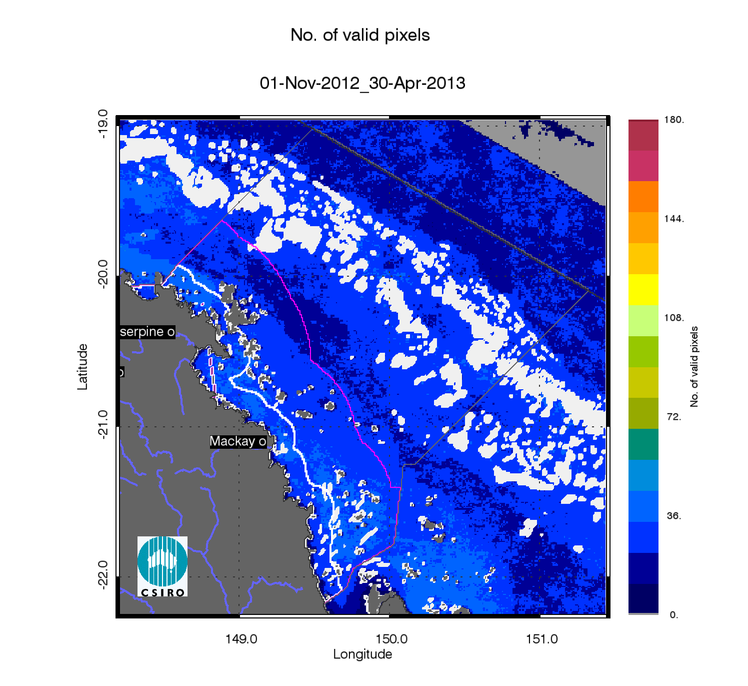 No. of valid pixels
01-Nov-2012_30-Apr-2013
-19.0
-20.0
-21.0
-22.0
Latitude
serpine o
o
Mackay o
CSIRO
149.0
150.0
151.0
Longitude
180.
144.
108.
72.
36.
0.
No. of valid pixels